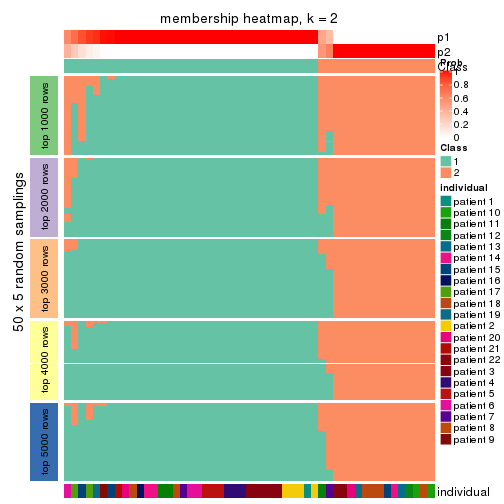 membership heatmap, k = 2
p1
p2
Class
Prob
1
0.8
0.6
0.4
0.2
0
Class
1
2
individual
patient 1
patient 10
patient 11
patient 12
patient 13
patient 14
patient 15
patient 16
patient 17
patient 18
patient 19
patient 2
patient 20
patient 21
patient 22
patient 3
patient 4
patient 5
patient 6
patient 7
patient 8
patient 9
50 x 5 random samplings
top 1000 rows
top 2000 rows
top 3000 rows
top 4000 rows
top 5000 rows
individual